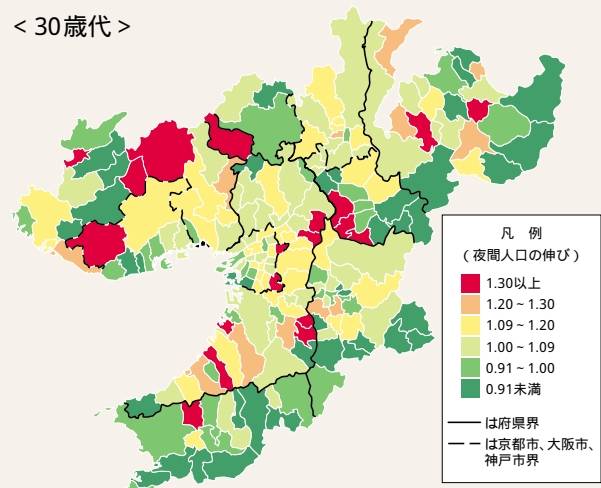 < 30歳代 >
凡　例
(夜間人口の伸び)
1.30以上
1.20～1.30
1.09～1.20
1.00～1.09
0.91～1.00
0.91未満
は府県界
は京都市、大阪市、
神戸市界